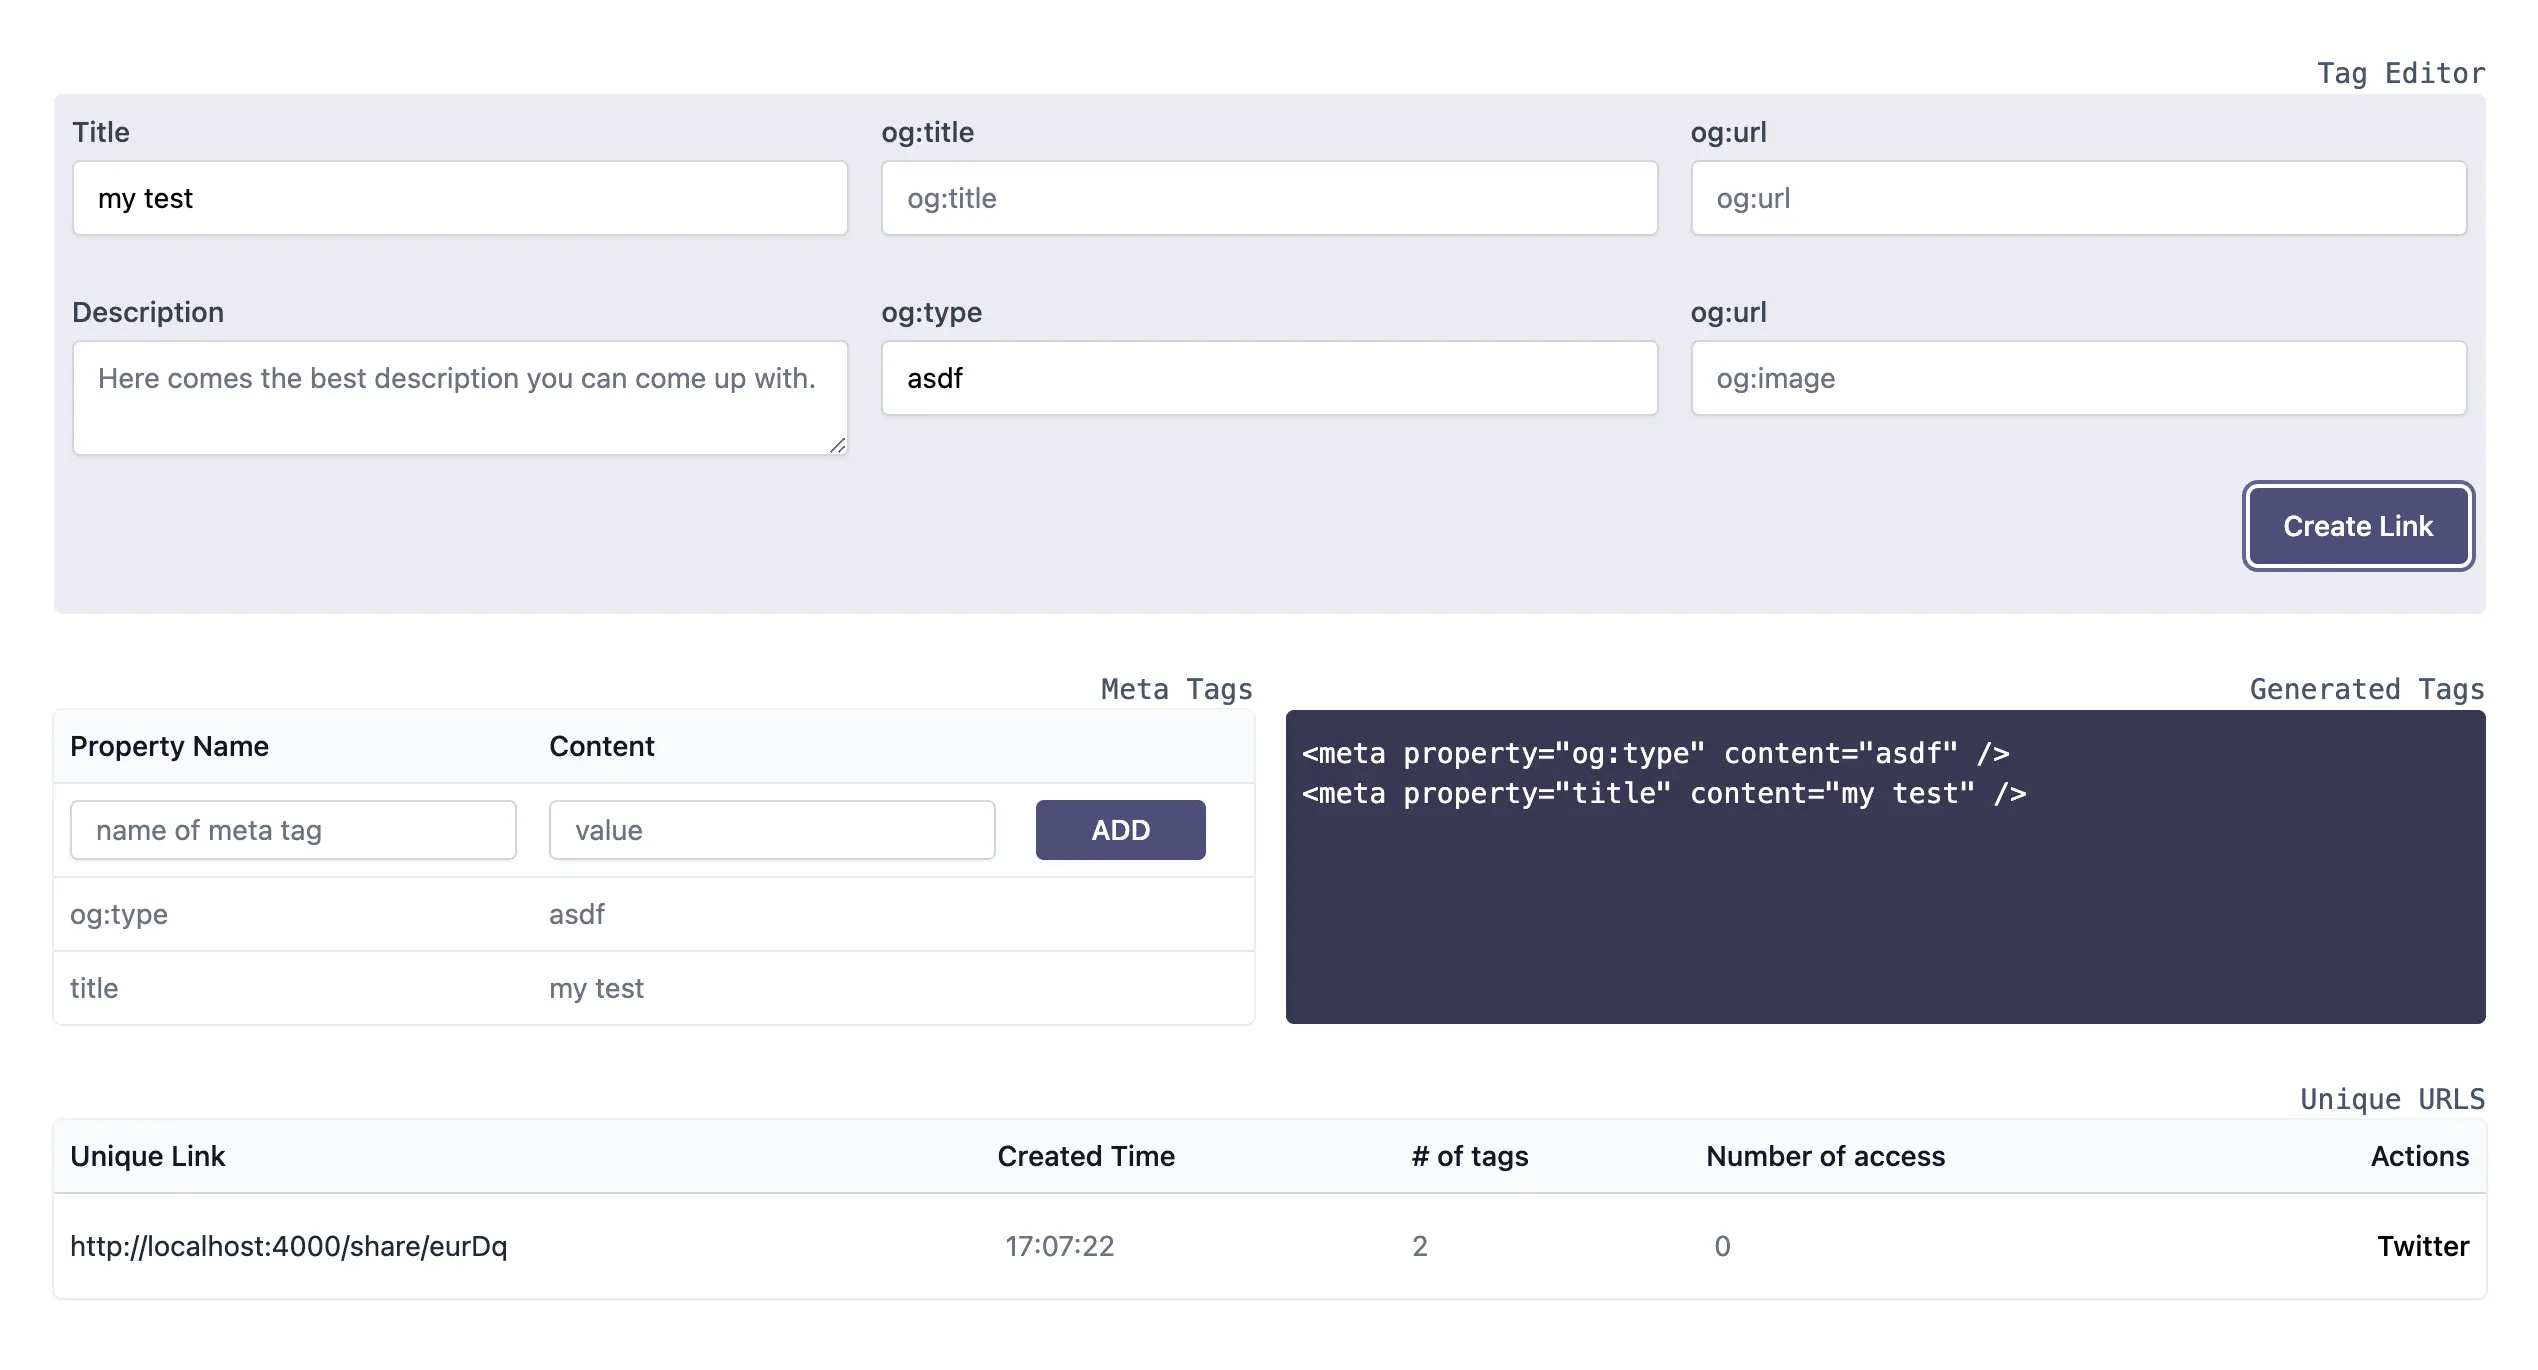 Tag Editor
Title
og:title
og:url
my test
og:title
og:url
Description
og:type
og:url
Here comes the best description you can come up with.
asdf
og:image
Create Link
Meta Tags
Property Name
Content
name of meta tag
value
ADD
og:type
asdf
title
my test
Generated Tags
<meta property="og:type" content="asdf" />
<meta property="title" content="my test" />
Unique URLS
Unique Link
Created Time
# of tags
Number of access
Actions
http://localhost:4000/share/eurDq
17:07:22
2
0
Twitter